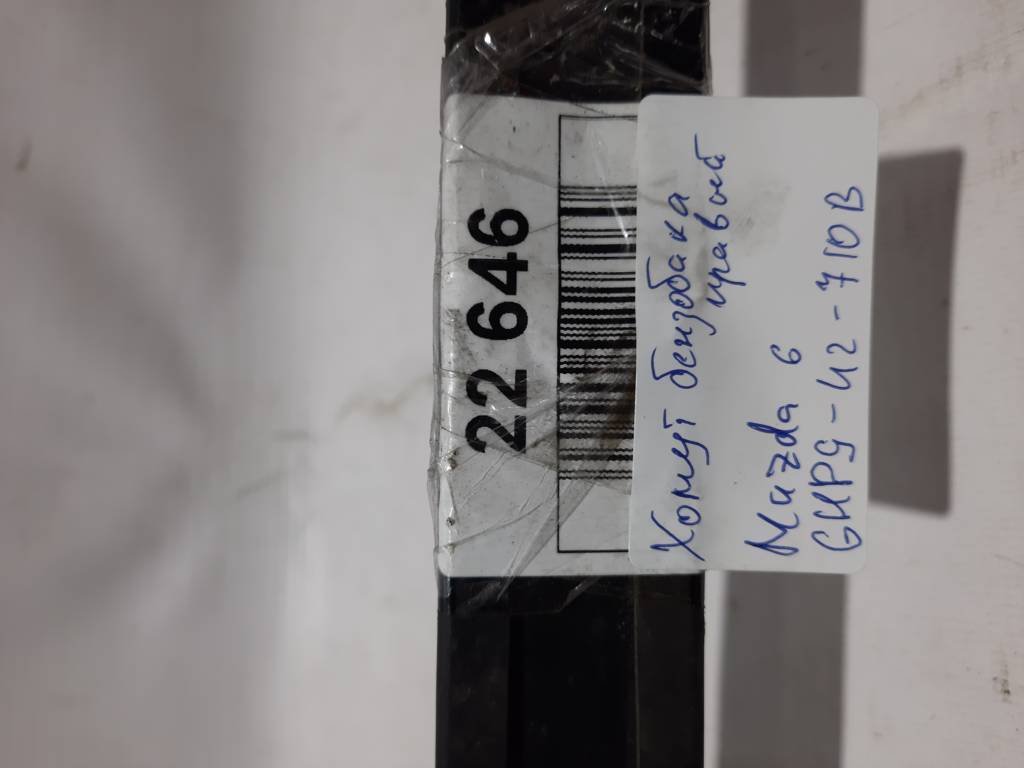 22 646
Хомут бензобака
правый
Mazda 6
GHP9-42-710B